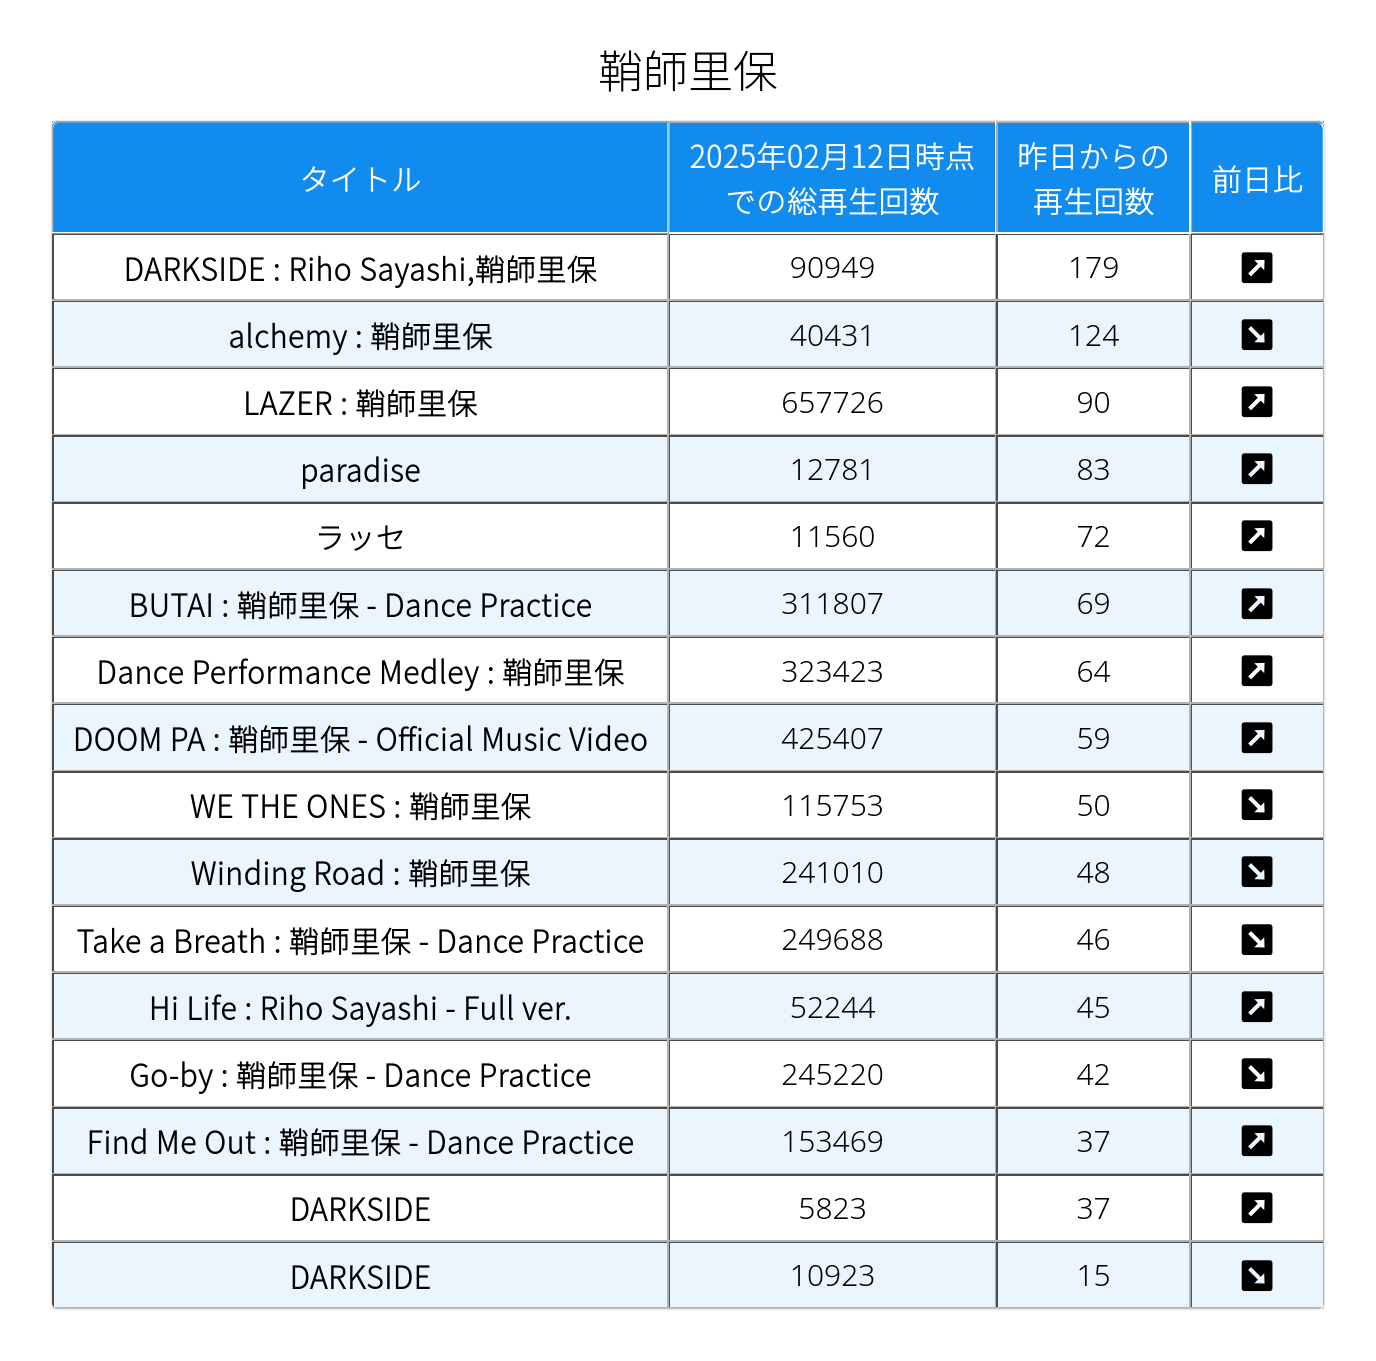 鞘師里保
タイトル
2025年02月12日時点
での総再生回数
昨日からの
再生回数
前日比
DARKSIDE : Riho Sayashi,鞘師里保 90949 179
alchemy : 鞘師里保 40431 124
LAZER : 鞘師里保 657726 90
paradise 12781 83
ラッセ 11560 72
BUTAI : 鞘師里保 - Dance Practice 311807 69
Dance Performance Medley : 鞘師里保 323423 64
DOOM PA : 鞘師里保 - Official Music Video 425407 59
WE THE ONES : 鞘師里保 115753 50
Winding Road : 鞘師里保 241010 48
Take a Breath : 鞘師里保 - Dance Practice 249688 46
Hi Life : Riho Sayashi - Full ver. 52244 45
Go-by : 鞘師里保 - Dance Practice 245220 42
Find Me Out : 鞘師里保 - Dance Practice 153469 37
DARKSIDE 5823 37
DARKSIDE 10923 15